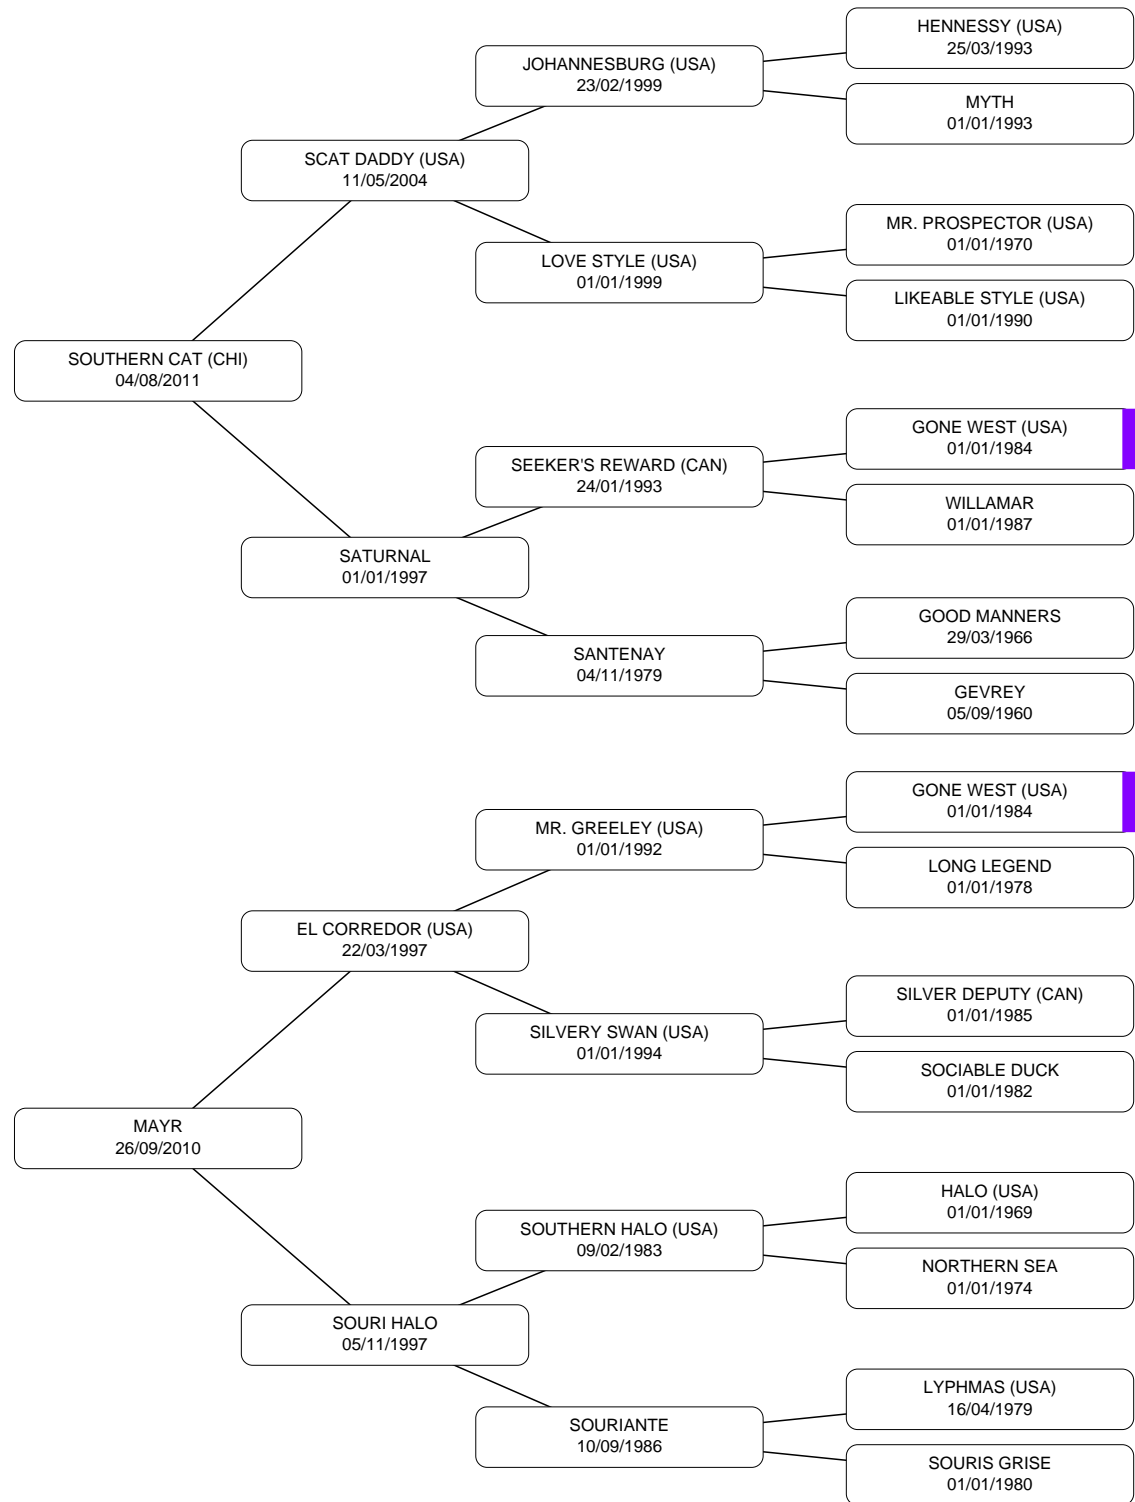 HENNESSY (USA)
25/03/1993
JOHANNESBURG (USA)
23/02/1999
MYTH
01/01/1993
SCAT DADDY (USA)
11/05/2004
MR. PROSPECTOR (USA)
01/01/1970
LOVE STYLE (USA)
01/01/1999
LIKEABLE STYLE (USA)
01/01/1990
SOUTHERN CAT (CHI)
04/08/2011
GONE WEST (USA)
01/01/1984
SEEKER'S REWARD (CAN)
24/01/1993
WILLAMAR
01/01/1987
SATURNAL
01/01/1997
GOOD MANNERS
29/03/1966
SANTENAY
04/11/1979
GEVREY
05/09/1960
GONE WEST (USA)
01/01/1984
MR. GREELEY (USA)
01/01/1992
LONG LEGEND
01/01/1978
EL CORREDOR (USA)
22/03/1997
SILVER DEPUTY (CAN)
01/01/1985
SILVERY SWAN (USA)
01/01/1994
SOCIABLE DUCK
01/01/1982
MAYR
26/09/2010
HALO (USA)
01/01/1969
SOUTHERN HALO (USA)
09/02/1983
NORTHERN SEA
01/01/1974
SOURI HALO
05/11/1997
LYPHMAS (USA)
16/04/1979
SOURIANTE
10/09/1986
SOURIS GRISE
01/01/1980